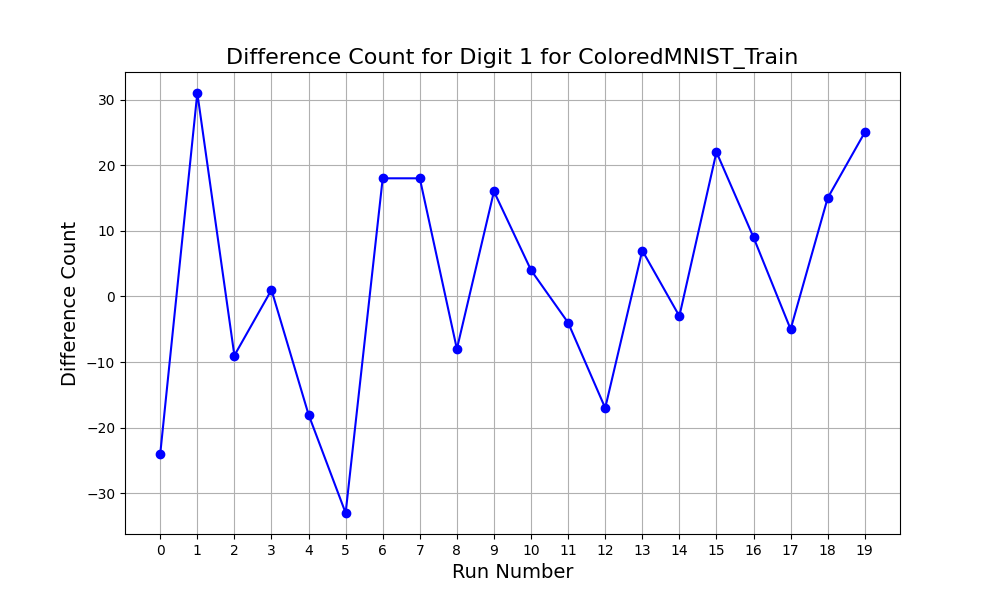 Difference Count for Digit 1 for ColoredMNIST_Train
Difference Count
30
20
10
0
−10
−20
−30
0 1 2 3 4 5 6 7 8 9 10 11 12 13 14 15 16 17 18 19
Run Number